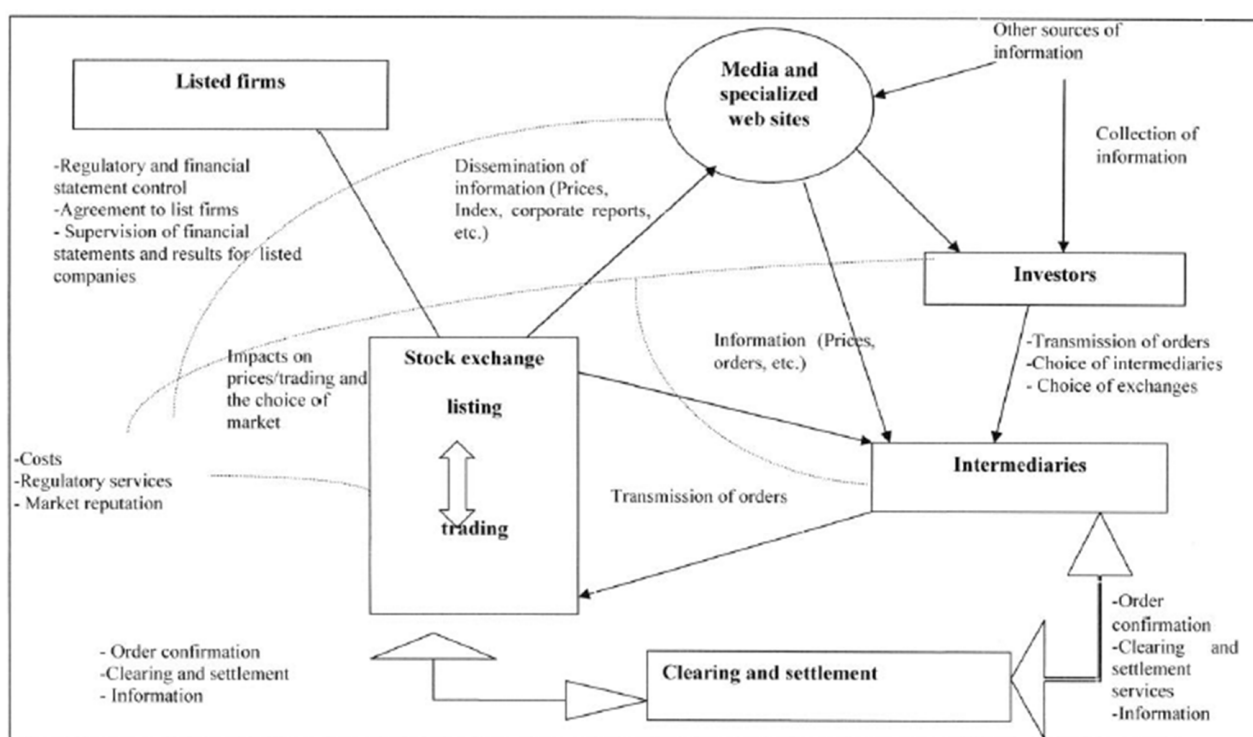 Other sources of
information
Listed firms
Media and
specialized
web sites
Collection of
information
-Regulatory and financial
statement control
-Agreement to list firms
- Supervision of financial
statements and results for listed
companies
Dissemination of
information (Prices,
Index, corporate reports,
etc.)
Investors
Impacts on
prices/trading and
the choice of
market
Stock exchange
listing
trading
Information (Prices,
orders, etc.)
-Transmission of orders
-Choice of intermediaries
- Choice of exchanges
-Costs
-Regulatory services
- Market reputation
Intermediaries
Transmission of orders
- Order confirmation
-Clearing and settlement
- Information
Clearing and settlement
-Order
confirmation
-Clearing and
settlement
services
-Information